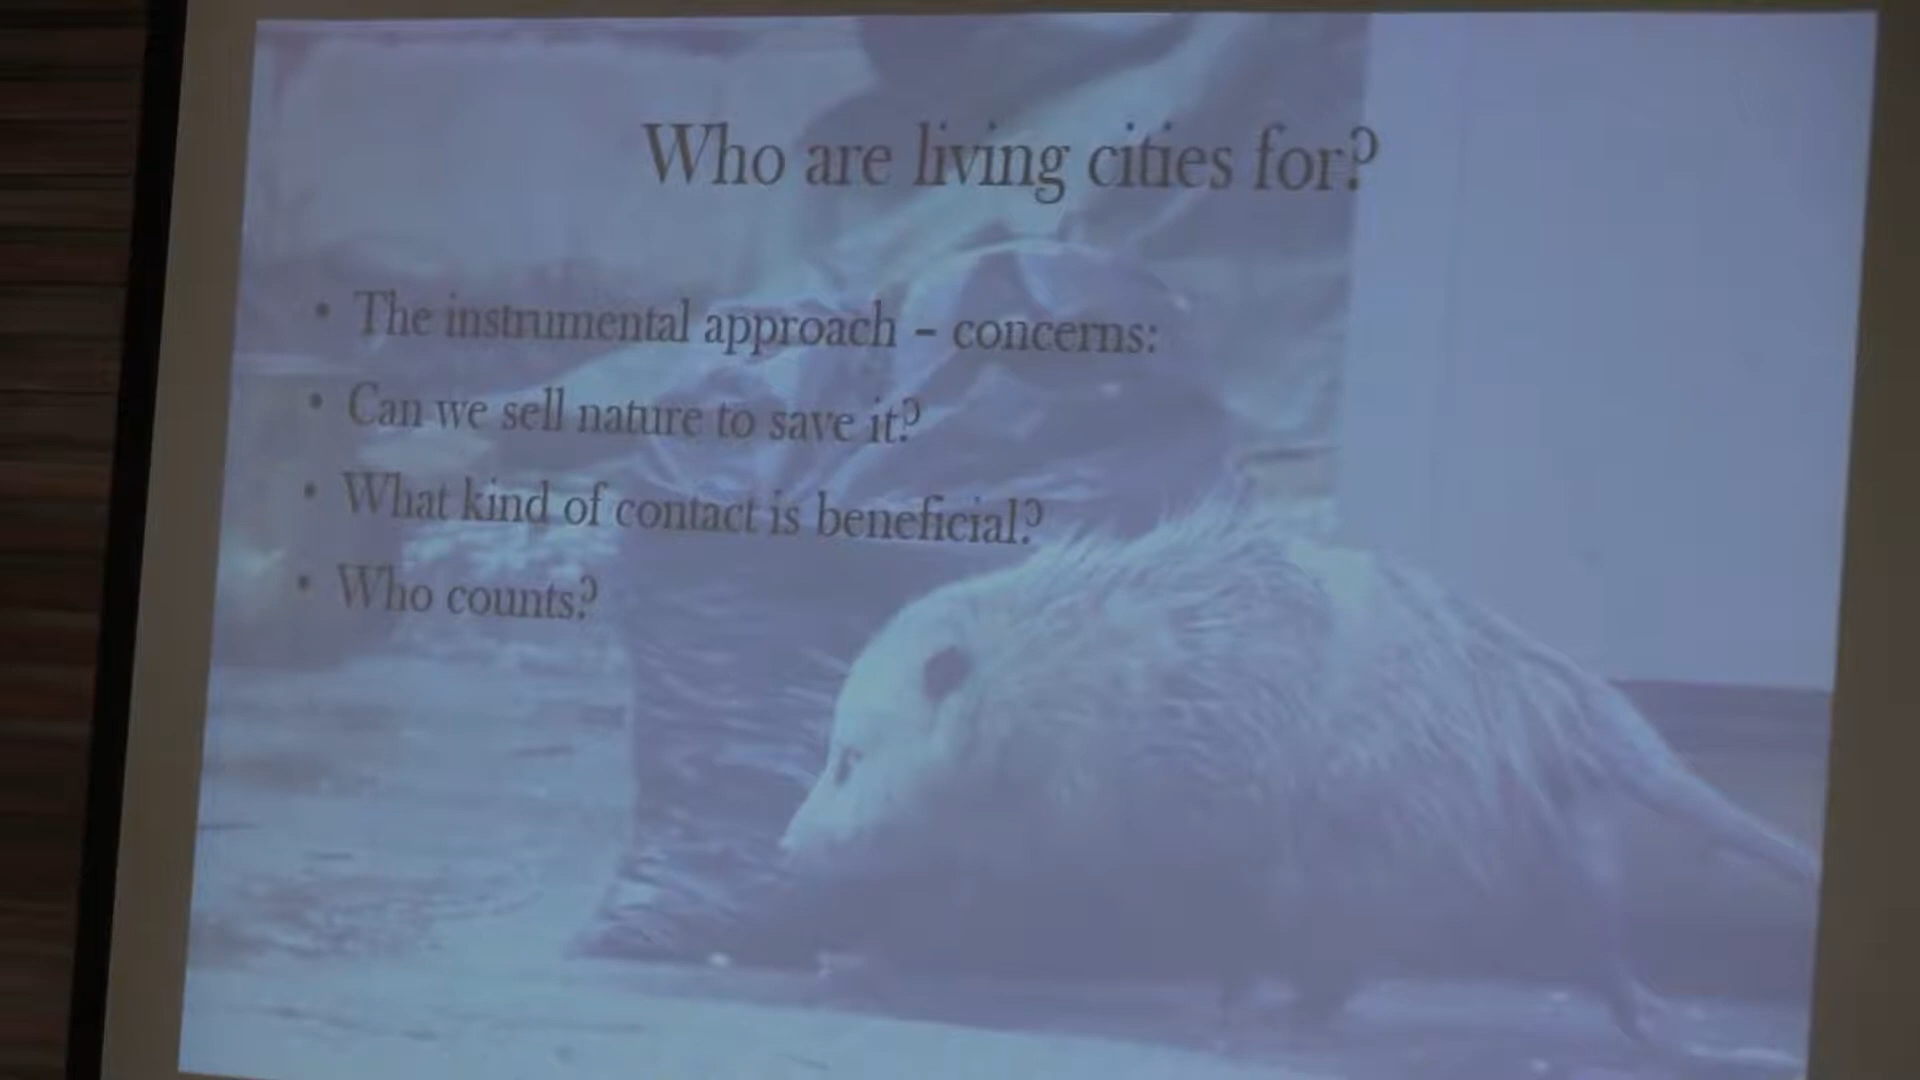 Who are living cities for?
• The instrumental approach – concerns:
• Can we sell nature to save it?
• What kind of contact is beneficial?
• Who counts?